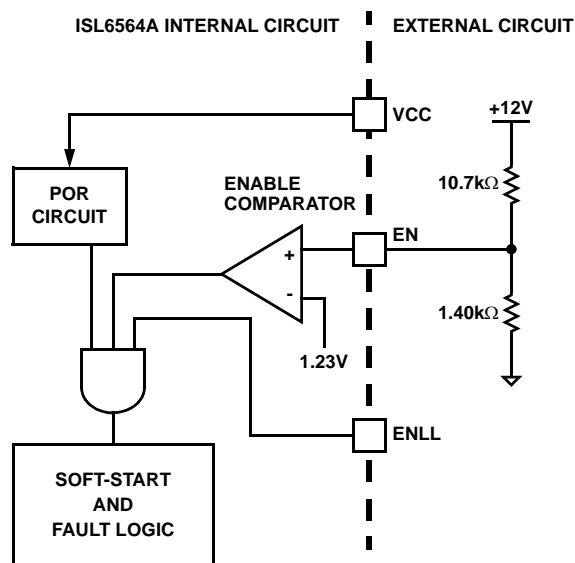 ISL6564A INTERNAL CIRCUIT
EXTERNAL CIRCUIT
VCC
+12V
POR
CIRCUIT
ENABLE
COMPARATOR
10.7kΩ
+
EN
-
1.40kΩ
1.23V
ENLL
SOFT-START
AND
FAULT LOGIC